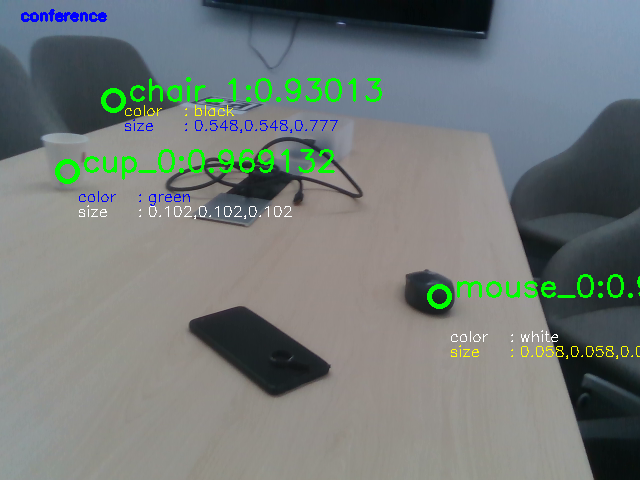 conference
chair_1:0.93013
color : black
size : 0.548,0.548,0.777
cup_0:0.989132
color : green
size : 0.102,0.102,0.102
mouse_0:0.9
color : white
size : 0.058,0.058,0.0